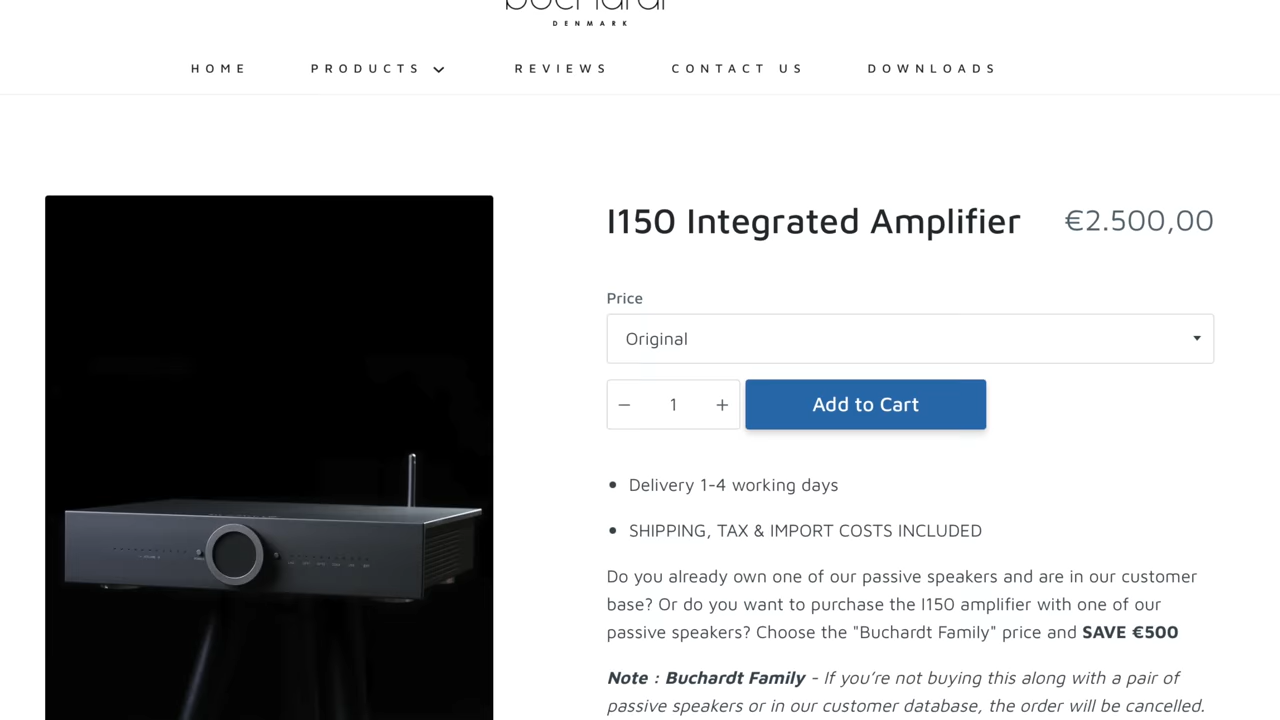 DENMARK
HOME PRODUCTS REVIEWS CONTACT US DOWNLOADS
I150 Integrated Amplifier €2.500,00
Price
Original
− 1 + Add to Cart
• Delivery 1-4 working days
• SHIPPING, TAX & IMPORT COSTS INCLUDED
Do you already own one of our passive speakers and are in our customer
base? Or do you want to purchase the I150 amplifier with one of our
passive speakers? Choose the "Buchardt Family" price and SAVE €500
Note : Buchardt Family - If you’re not buying this along with a pair of
passive speakers or in our customer database, the order will be cancelled.